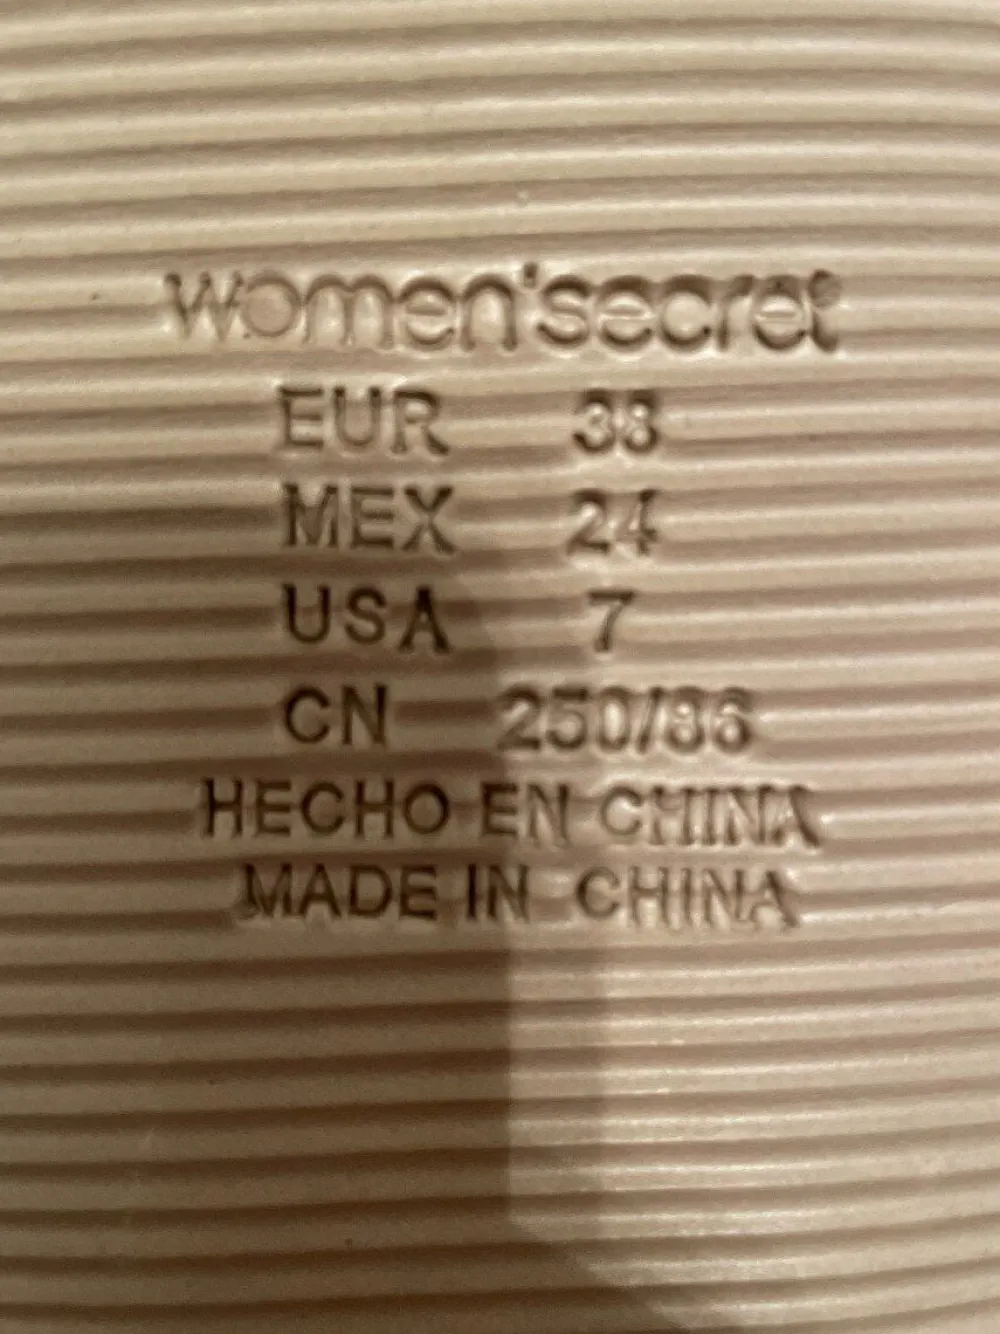 women'secret
EUR 38
MEX 24
USA 7
CN 250/86
HECHO EN CHINA
MADE IN CHINA